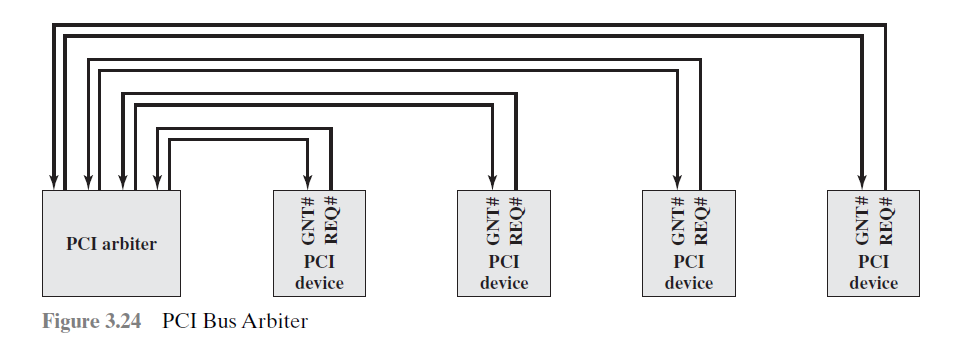 PCI arbiter
GNT#
REQ#
PCI
device
GNT#
REQ#
PCI
device
GNT#
REQ#
PCI
device
GNT#
REQ#
PCI
device
Figure 3.24 PCI Bus Arbiter